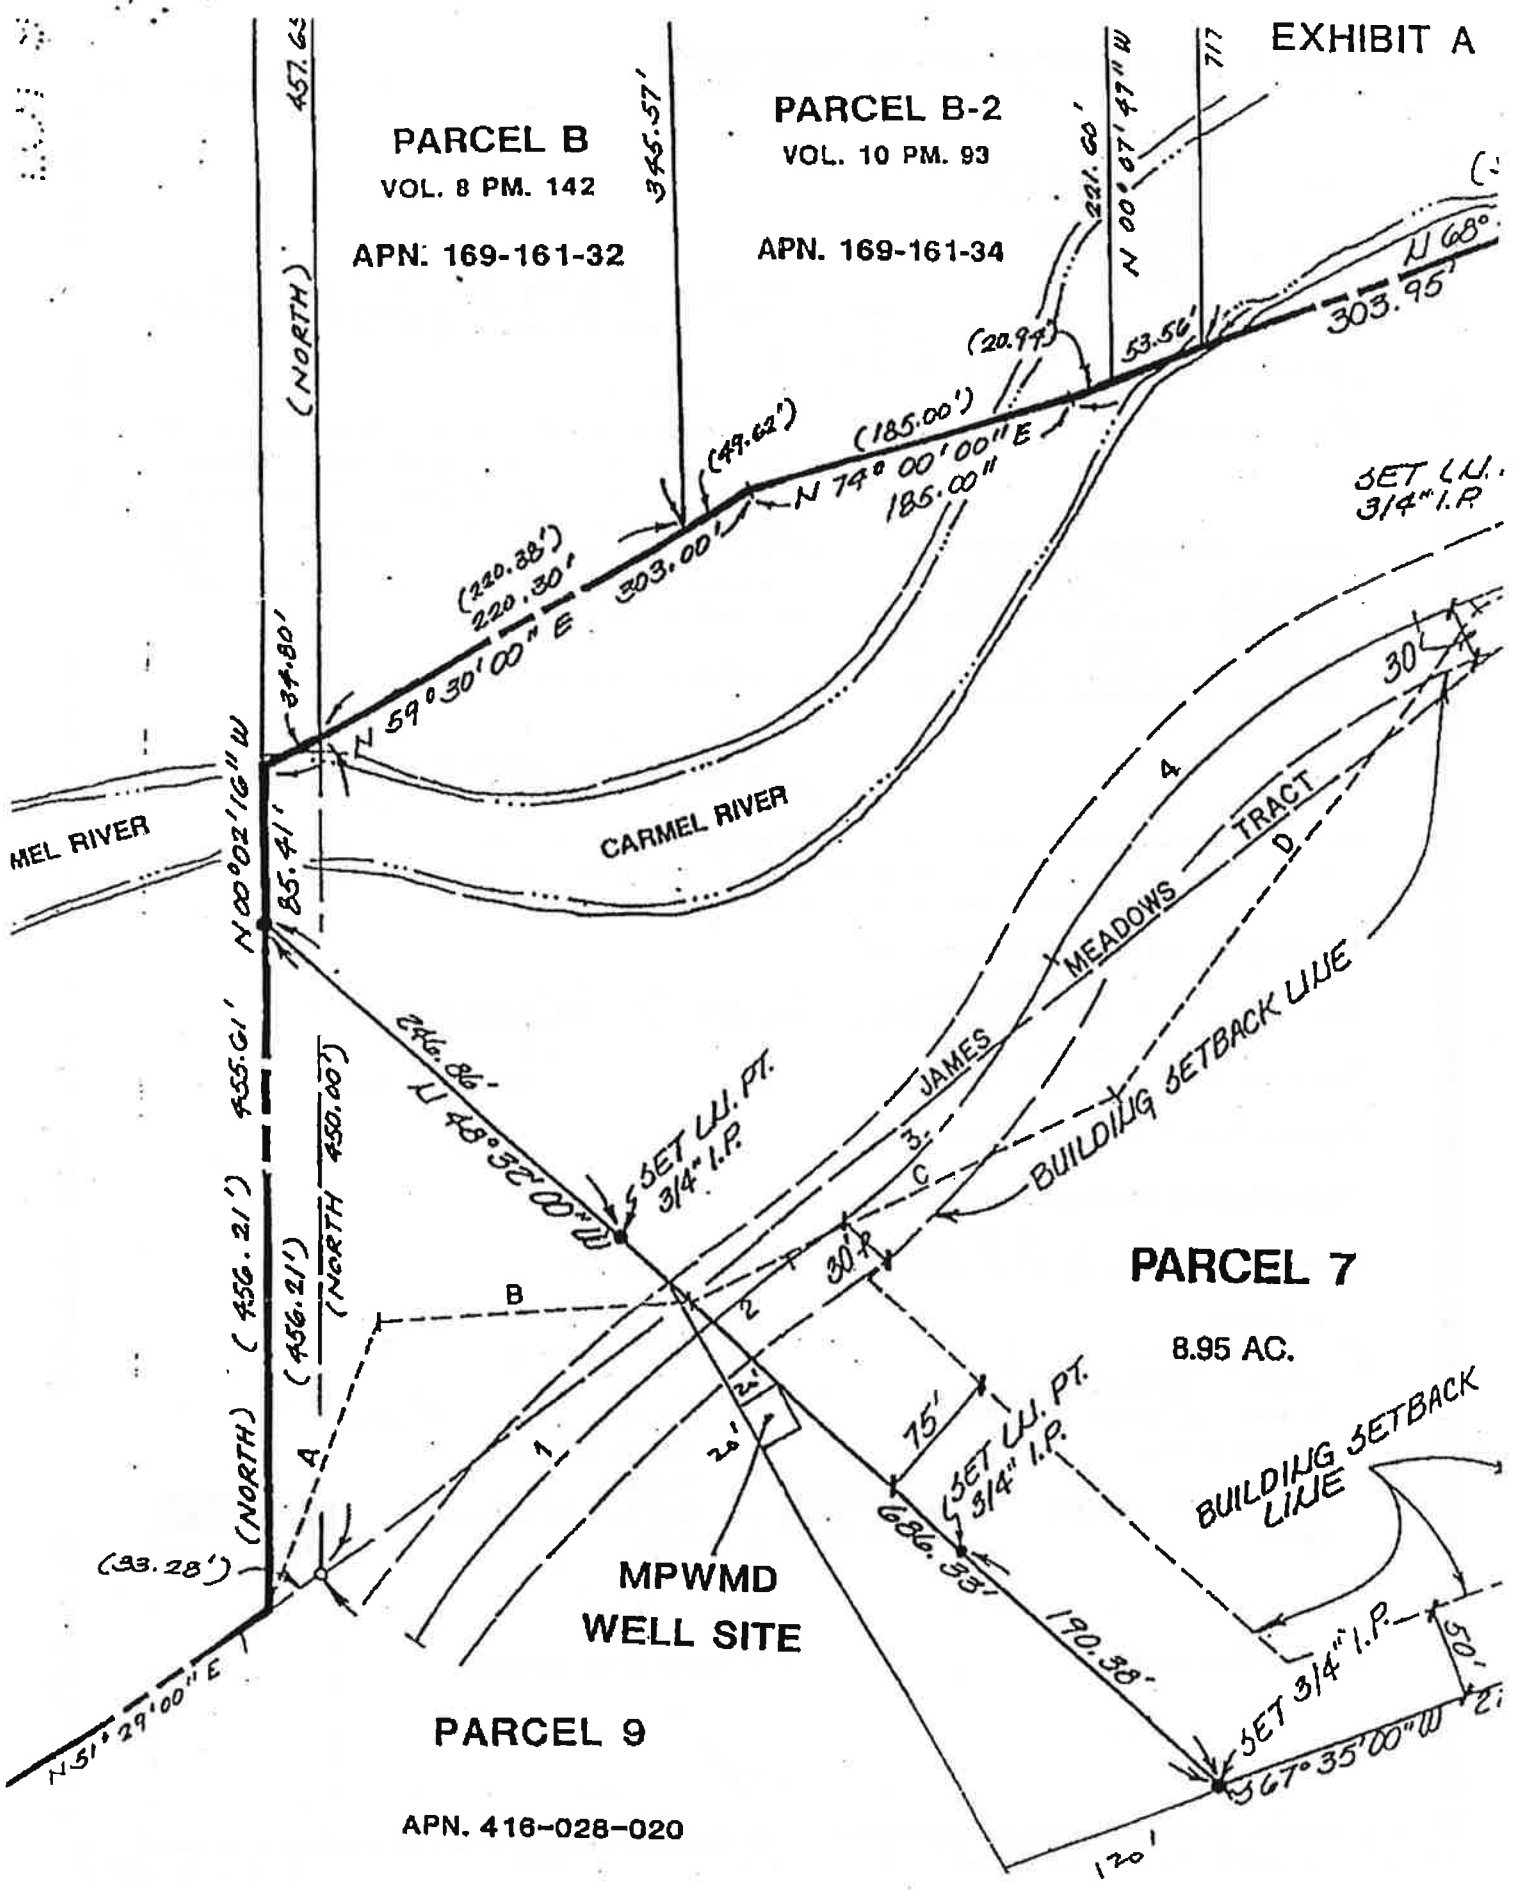 EXHIBIT A
457.63
PARCEL B
VOL. 8 PM. 142
APN: 169-161-32
345.57'
PARCEL B-2
VOL. 10 PM. 93
APN. 169-161-34
221.60'
N 00° 07' 47" W
717
N 68°
303.95'
(NORTH)
(20.94')
53.56'
(49.62')
(185.00')
N 74° 00' 00" E
185.00"
SET LN.
3/4" I.P.
(220.38')
220.30'
303.00'
N 59° 30' 00" E
34.80'
30'
N 00° 02' 16" W
85.41'
MEL RIVER
CARMEL RIVER
4
TRACT
D
MEADOWS
JAMES
3.
BUILDING SETBACK LINE
455.61'
246.86'
N 48° 32' 00" W
SET LN. PT.
3/4" I.P.
(NORTH 450.00')
(456.21')
(456.21')
(NORTH)
C
B
2
30'
PARCEL 7
8.95 AC.
A
1
20'
75'
SET LN. PT.
3/4" I.P.
BUILDING SETBACK
LINE
(33.28')
686.33'
MPWMD
WELL SITE
190.38'
SET 3/4" I.P.
50'
N 51° 29' 00" E
PARCEL 9
S 67° 35' 00" W
APN. 416-028-020
120'